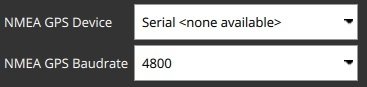 NMEA GPS Device Serial <none available>
NMEA GPS Baudrate 4800